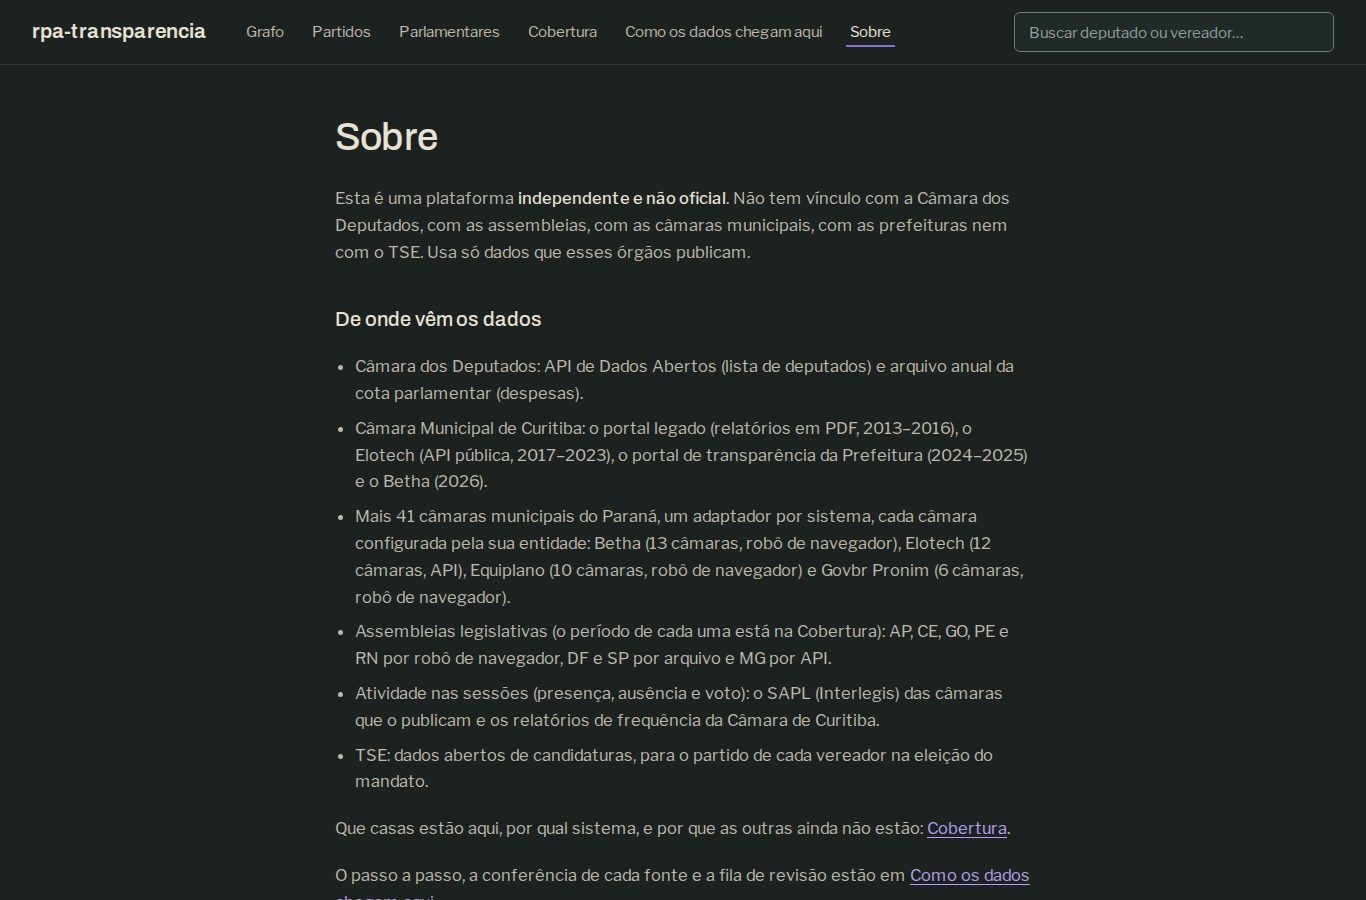 rpa-transparencia
Grafo
Partidos
Parlamentares
Cobertura
Como os dados chegam aqui
Sobre
Buscar deputado ou vereador...
Sobre
Esta é uma plataforma independente e não oficial. Não tem vínculo com a Câmara dos
Deputados, com as assembleias, com as câmaras municipais, com as prefeituras nem
com o TSE. Usa só dados que esses órgãos publicam.
De onde vêm os dados
• Câmara dos Deputados: API de Dados Abertos (lista de deputados) e arquivo anual da
cota parlamentar (despesas).
• Câmara Municipal de Curitiba: o portal legado (relatórios em PDF, 2013–2016), o
Elotech (API pública, 2017–2023), o portal de transparência da Prefeitura (2024–2025)
e o Betha (2026).
• Mais 41 câmaras municipais do Paraná, um adaptador por sistema, cada câmara
configurada pela sua entidade: Betha (13 câmaras, robô de navegador), Elotech (12
câmaras, API), Equiplano (10 câmaras, robô de navegador) e Govbr Pronim (6 câmaras,
robô de navegador).
• Assembleias legislativas (o período de cada uma está na Cobertura): AP, CE, GO, PE e
RN por robô de navegador, DF e SP por arquivo e MG por API.
• Atividade nas sessões (presença, ausência e voto): o SAPL (Interlegis) das câmaras
que o publicam e os relatórios de frequência da Câmara de Curitiba.
• TSE: dados abertos de candidaturas, para o partido de cada vereador na eleição do
mandato.
Que casas estão aqui, por qual sistema, e por que as outras ainda não estão: Cobertura.
O passo a passo, a conferência de cada fonte e a fila de revisão estão em Como os dados
chegam aqui.